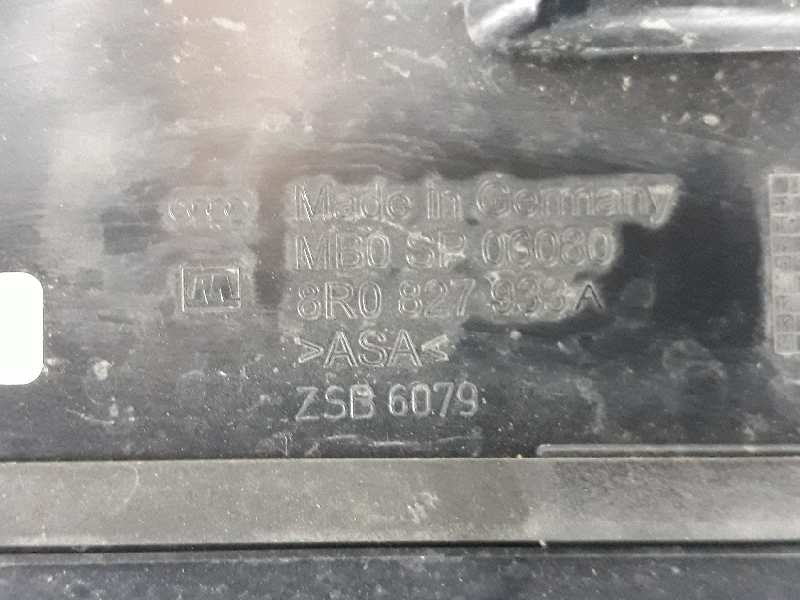 Made in Germany
MB0 SP 06080
8R0 827 933 A
>ASA<
ZSB 6079